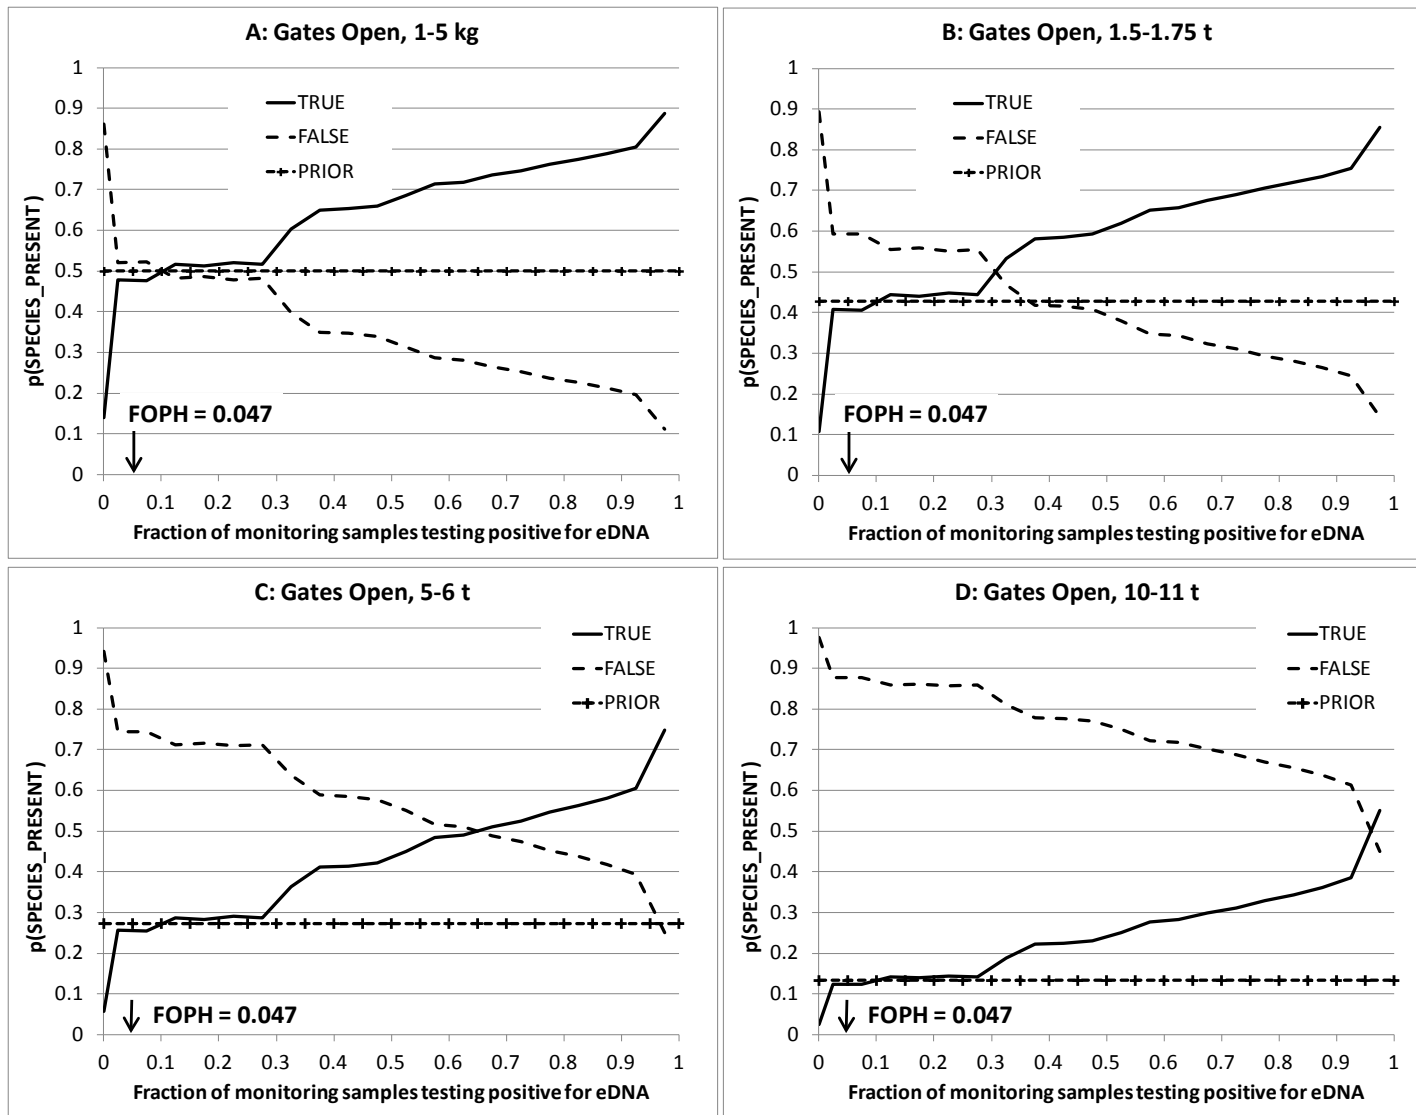 A: Gates Open, 1-5 kg
p(SPECIES_PRESENT)
1
0.9
0.8
0.7
0.6
0.5
0.4
0.3
0.2
0.1
0
TRUE
FALSE
PRIOR
FOPH = 0.047
0 0.1 0.2 0.3 0.4 0.5 0.6 0.7 0.8 0.9 1
Fraction of monitoring samples testing positive for eDNA
B: Gates Open, 1.5-1.75 t
p(SPECIES_PRESENT)
1
0.9
0.8
0.7
0.6
0.5
0.4
0.3
0.2
0.1
0
TRUE
FALSE
PRIOR
FOPH = 0.047
0 0.1 0.2 0.3 0.4 0.5 0.6 0.7 0.8 0.9 1
Fraction of monitoring samples testing positive for eDNA
C: Gates Open, 5-6 t
p(SPECIES_PRESENT)
1
0.9
0.8
0.7
0.6
0.5
0.4
0.3
0.2
0.1
0
TRUE
FALSE
PRIOR
FOPH = 0.047
0 0.1 0.2 0.3 0.4 0.5 0.6 0.7 0.8 0.9 1
Fraction of monitoring samples testing positive for eDNA
D: Gates Open, 10-11 t
p(SPECIES_PRESENT)
1
0.9
0.8
0.7
0.6
0.5
0.4
0.3
0.2
0.1
0
TRUE
FALSE
PRIOR
FOPH = 0.047
0 0.1 0.2 0.3 0.4 0.5 0.6 0.7 0.8 0.9 1
Fraction of monitoring samples testing positive for eDNA